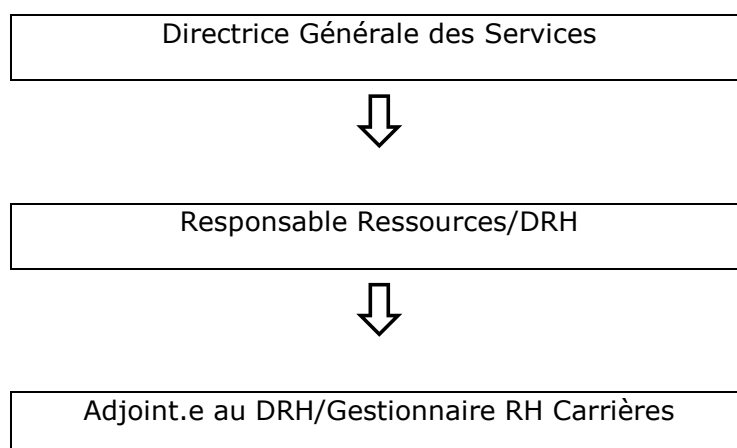 Directrice Générale des Services
Responsable Ressources/DRH
Adjoint.e au DRH/Gestionnaire RH Carrières